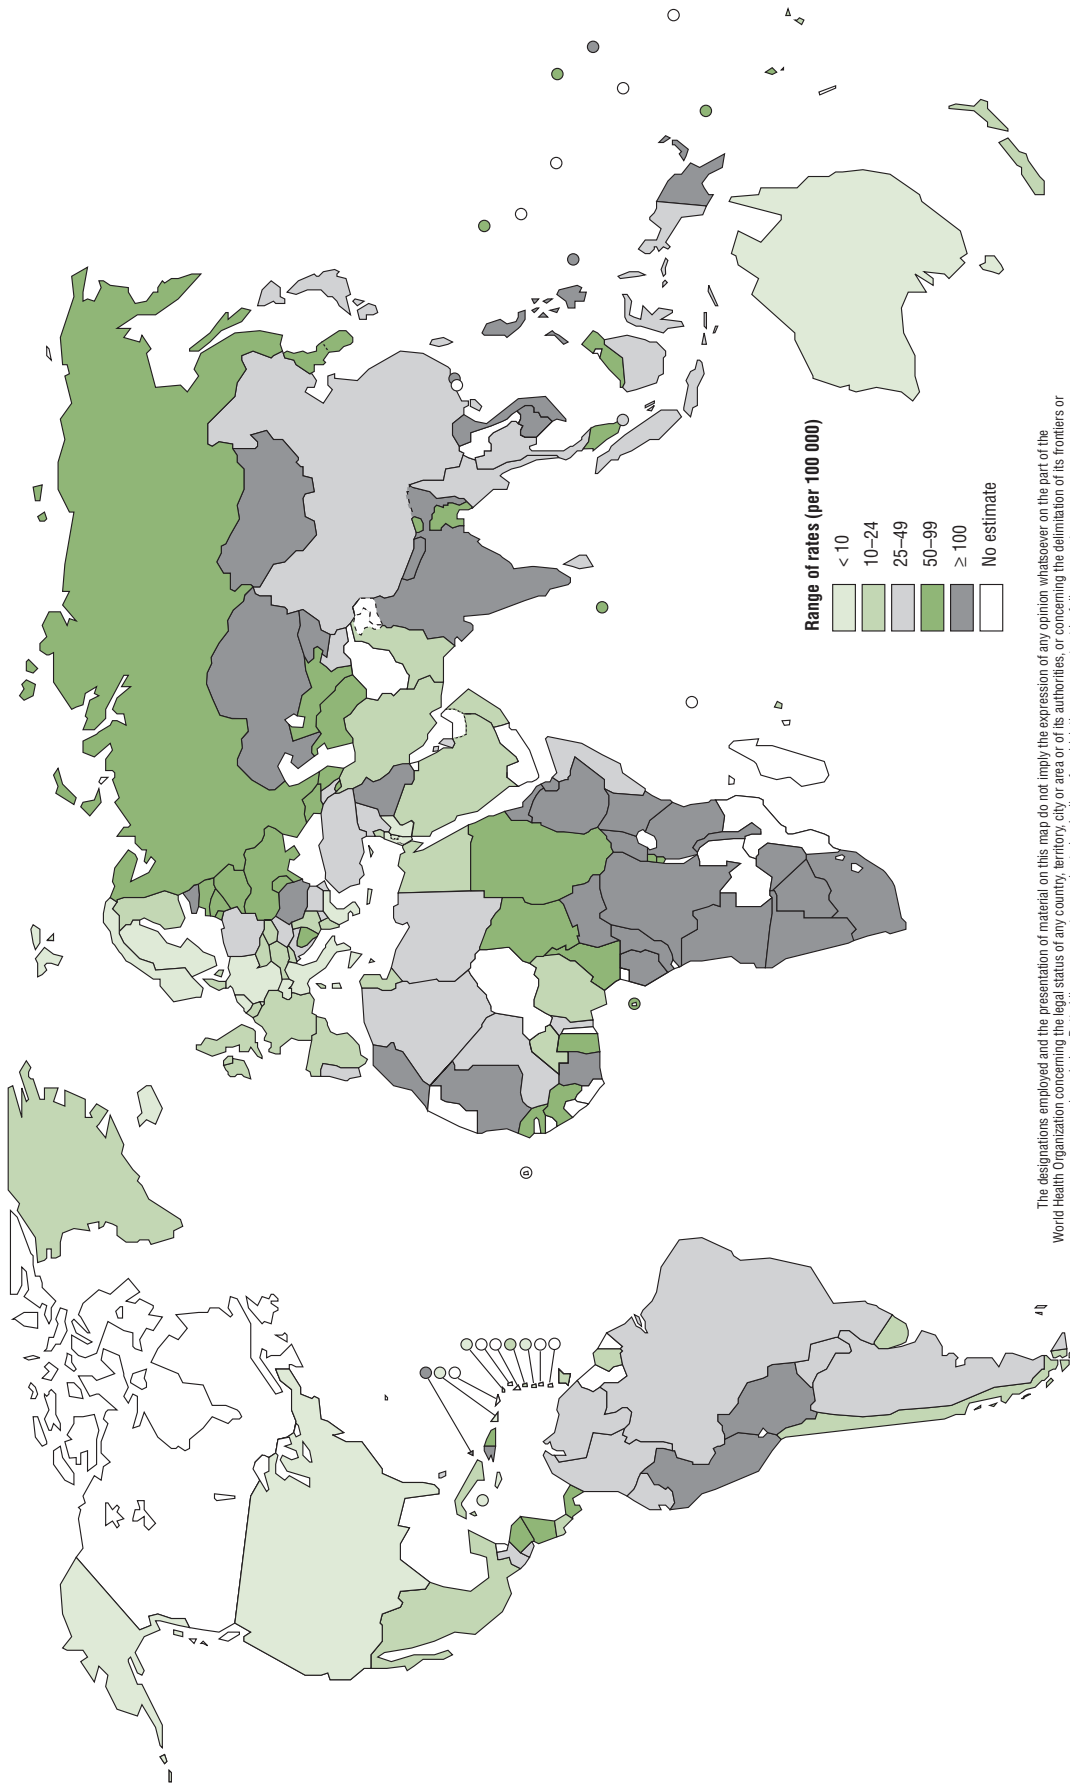 Range of rates (per 100 000)
< 10
10–24
25–49
50–99
≥ 100
No estimate
The designations employed and the presentation of material on this map do not imply the expression of any opinion whatsoever on the part of the
World Health Organization concerning the legal status of any country, territory, city or area or of its authorities, or concerning the delimitation of its frontiers or